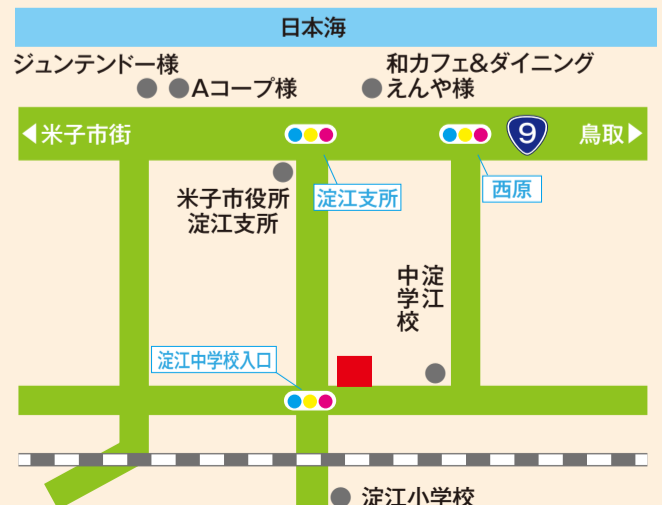 日本海
ジュンテンドー様
Aコープ様
和カフェ&ダイニング
えんや様
米子市街
9
鳥取
米子市役所
淀江支所
淀江支所
西原
淀江
中学校
淀江中学校入口
淀江小学校